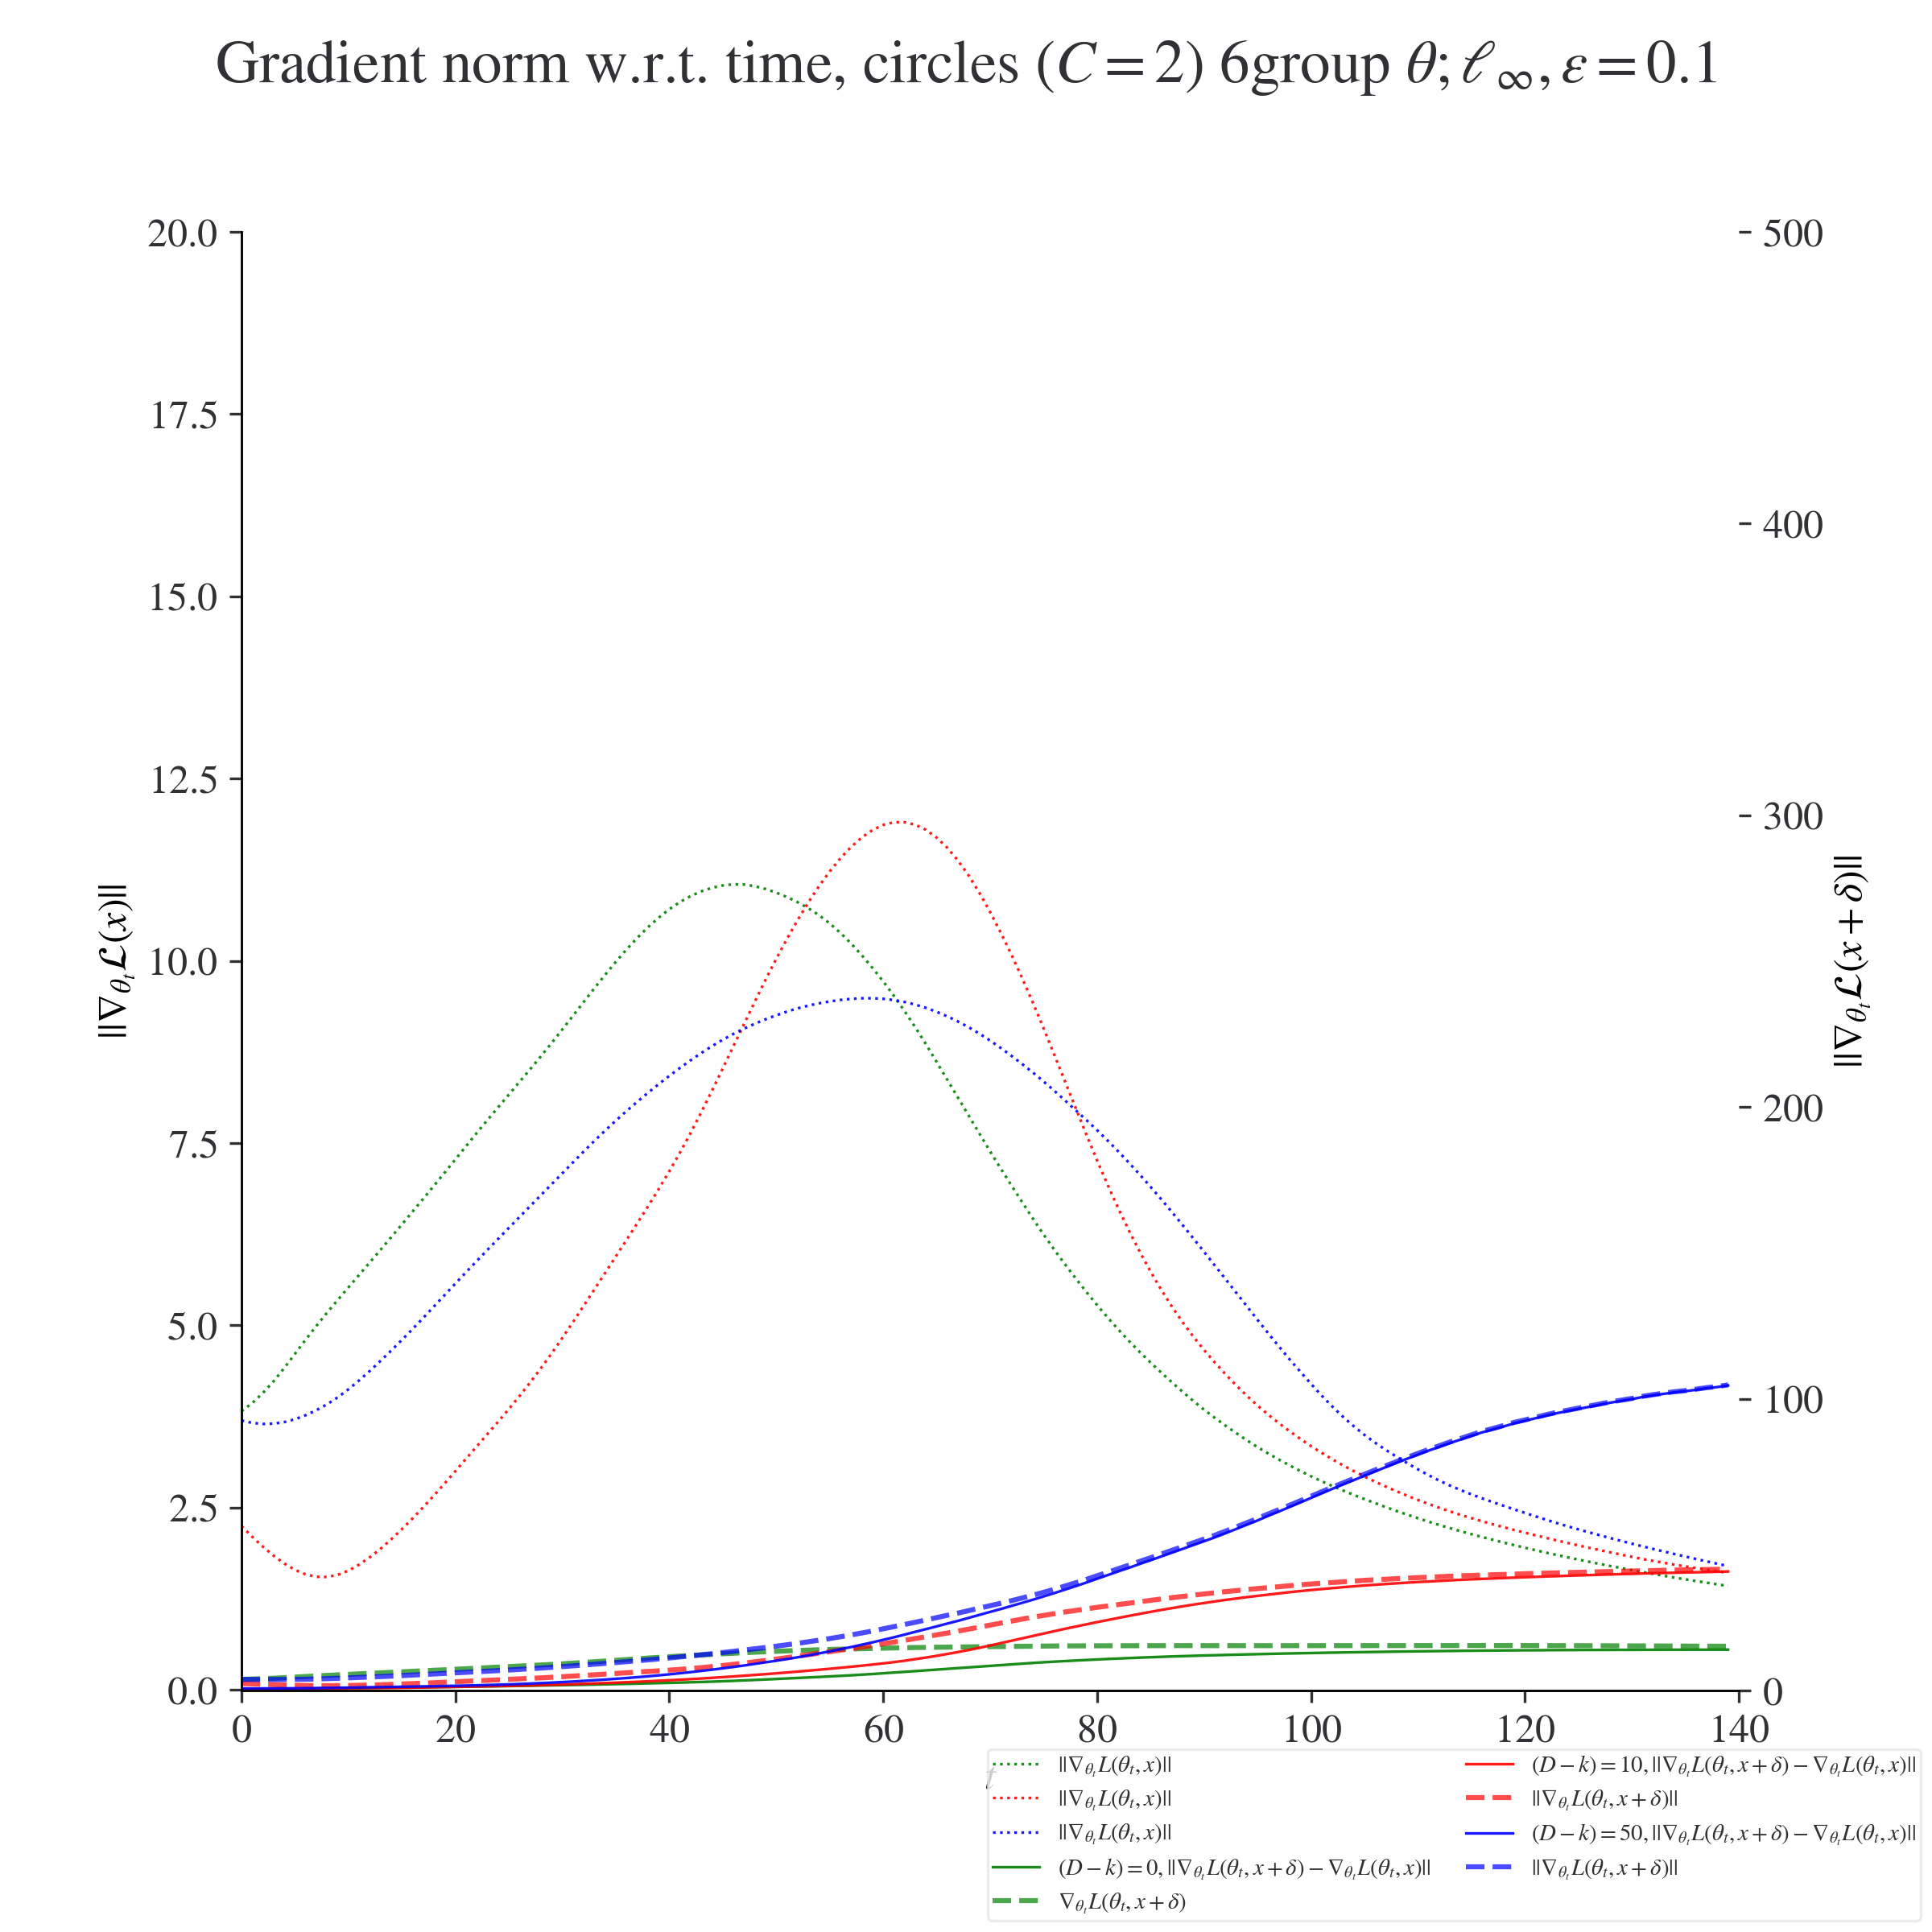 Gradient norm w.r.t. time, circles (C = 2) 6group θ; ℓ∞, ε = 0.1
20.0
17.5
15.0
12.5
10.0
7.5
5.0
2.5
0.0
||∇θₜℒ(x)||
500
400
300
200
100
0
||∇θₜℒ(x + δ)||
0 20 40 60 80 100 120 140
t
||∇θₜL(θₜ, x)||
||∇θₜL(θₜ, x)||
||∇θₜL(θₜ, x)||
(D − k) = 0, ||∇θₜL(θₜ, x + δ) − ∇θₜL(θₜ, x)||
∇θₜL(θₜ, x + δ)
(D − k) = 10, ||∇θₜL(θₜ, x + δ) − ∇θₜL(θₜ, x)||
||∇θₜL(θₜ, x + δ)||
(D − k) = 50, ||∇θₜL(θₜ, x + δ) − ∇θₜL(θₜ, x)||
||∇θₜL(θₜ, x + δ)||